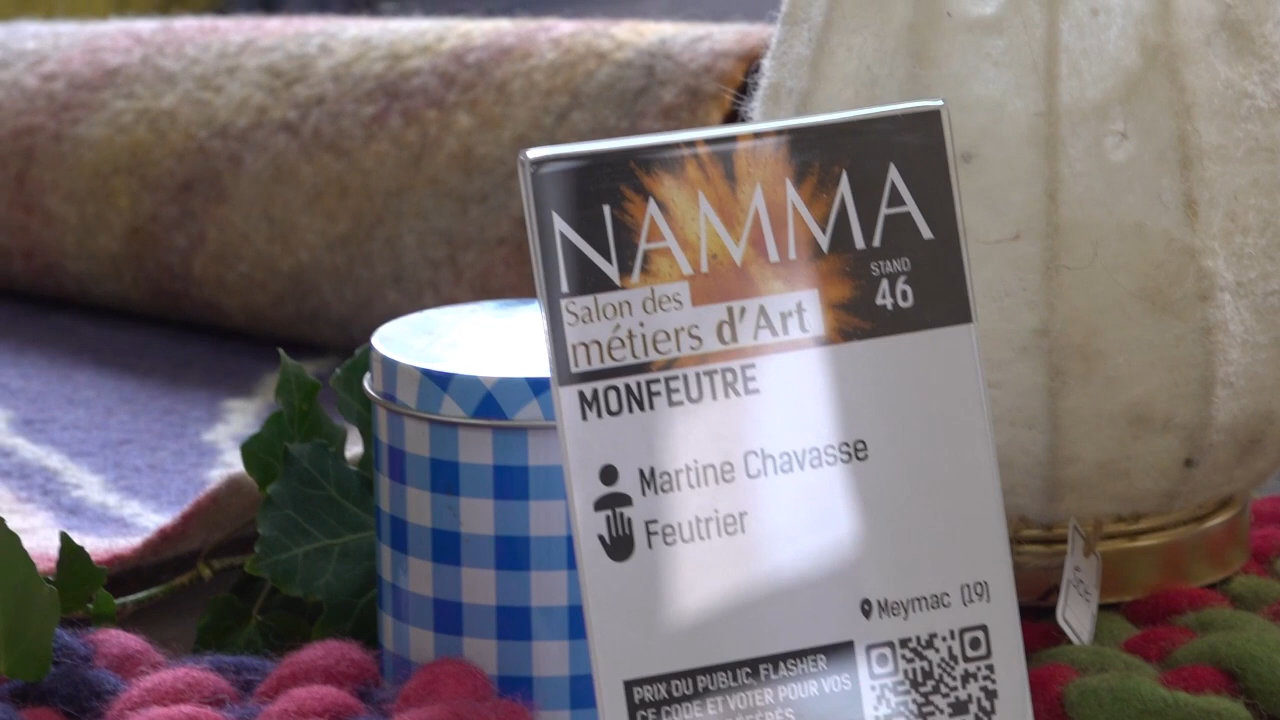 NAMMA
STAND
46
Salon des
métiers d'Art
MONFEUTRE
Martine Chavasse
Feutrier
Meymac (19)
PRIX DU PUBLIC, FLASHER
CE CODE ET VOTER POUR VOS